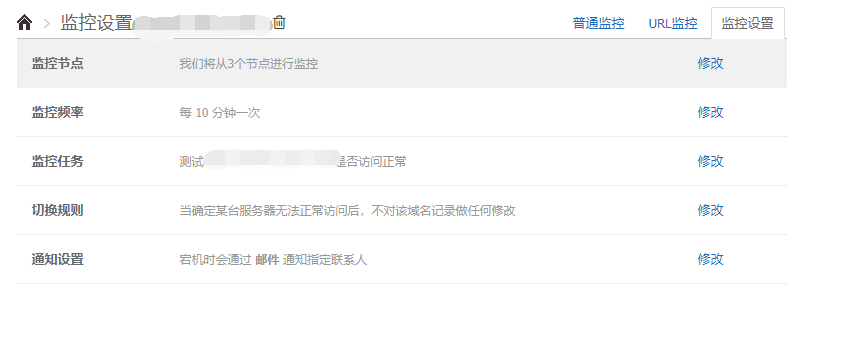 监控设置 普通监控 URL监控 监控设置
监控节点 我们将从3个节点进行监控 修改
监控频率 每 10 分钟一次 修改
监控任务 测试 是否访问正常 修改
切换规则 当确定某台服务器无法正常访问后，不对该域名记录做任何修改 修改
通知设置 宕机时会通过 邮件 通知指定联系人 修改